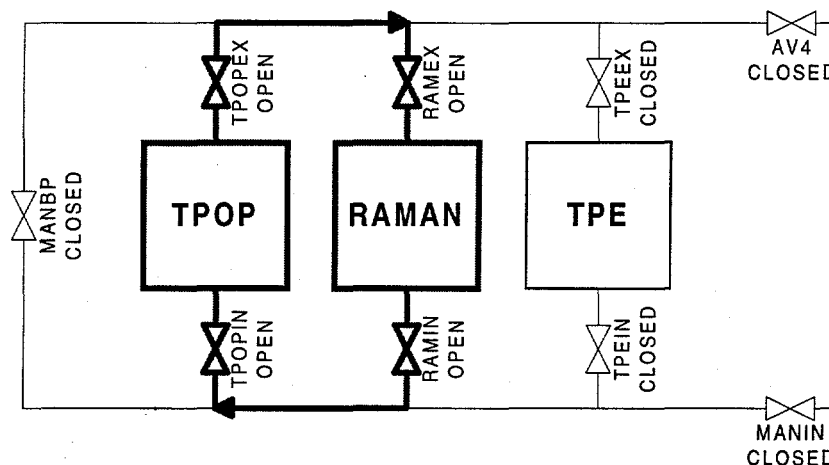 AV4
CLOSED
TPOPEX
OPEN
RAMEX
OPEN
TPEEX
CLOSED
MANBP
CLOSED
TPOP
RAMAN
TPE
TPOPIN
OPEN
RAMIN
OPEN
TPEIN
CLOSED
MANIN
CLOSED